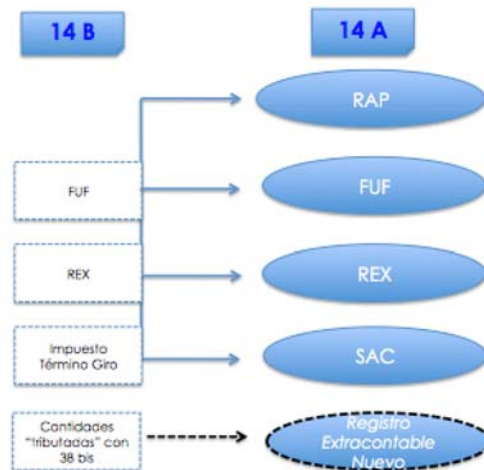 14 B
14 A
RAP
FUF
FUF
REX
REX
Impuesto
Término Giro
SAC
Cantidades
"tributadas" con
38 bis
Registro
Extracontable
Nuevo